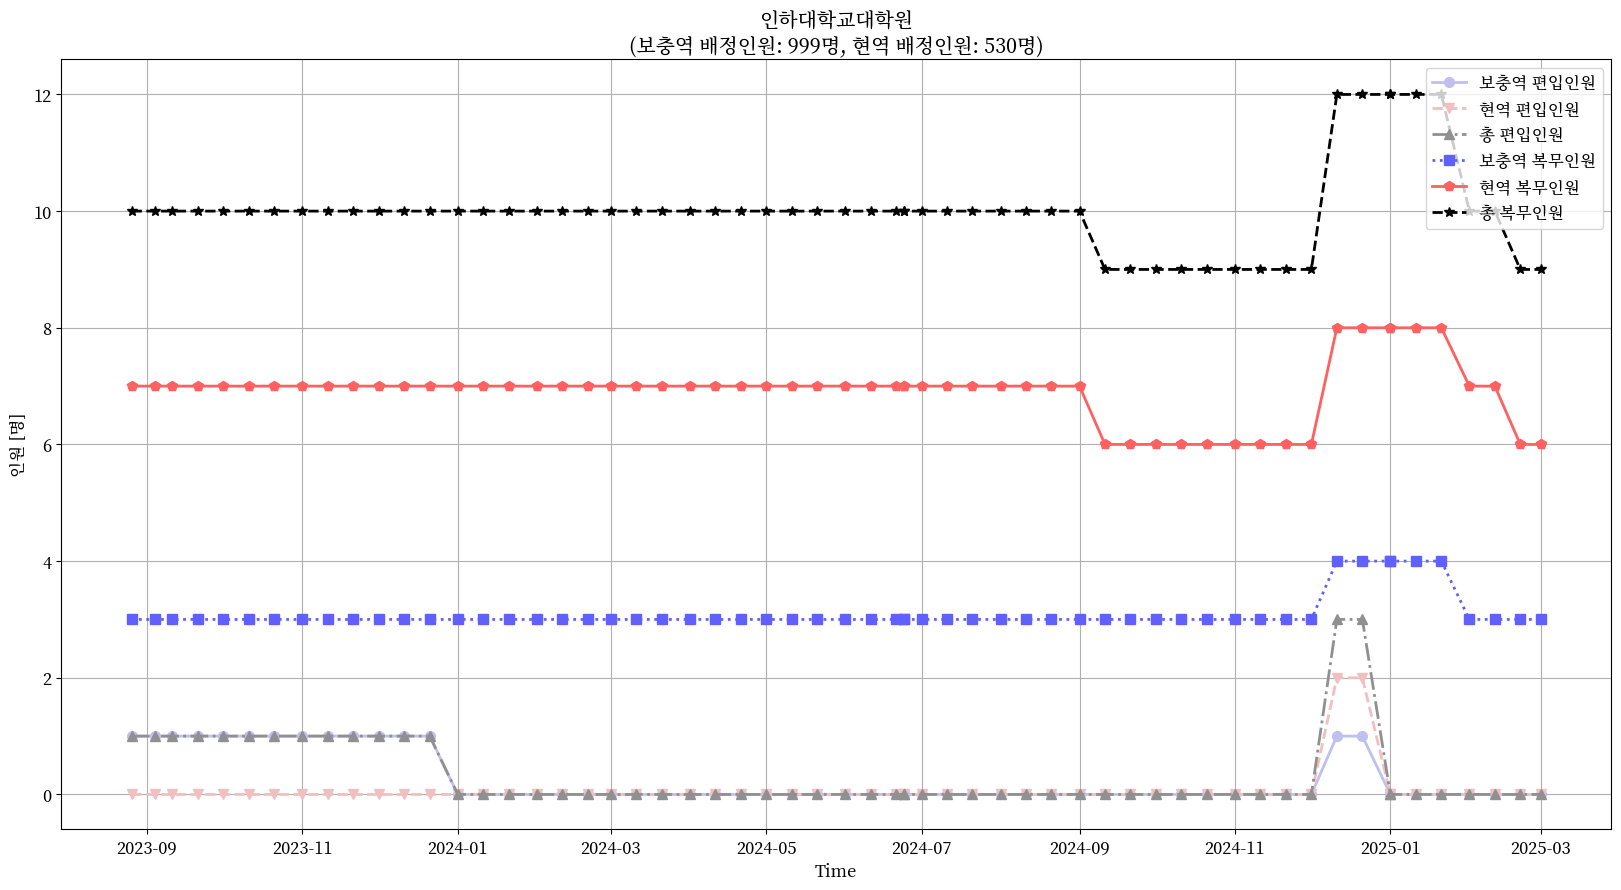 인하대학교대학원
(보충역 배정인원: 999명, 현역 배정인원: 530명)
보충역 편입인원
현역 편입인원
총 편입인원
보충역 복무인원
현역 복무인원
총 복무인원
12
10
8
6
4
2
0
인원 [명]
2023-09
2023-11
2024-01
2024-03
2024-05
2024-07
2024-09
2024-11
2025-01
2025-03
Time